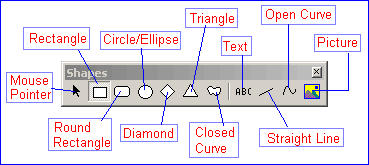 Triangle
Open Curve
Rectangle
Circle/Ellipse
Text
Picture
Shapes
Mouse
Pointer
ABC
Round
Rectangle
Diamond
Closed
Curve
Straight Line